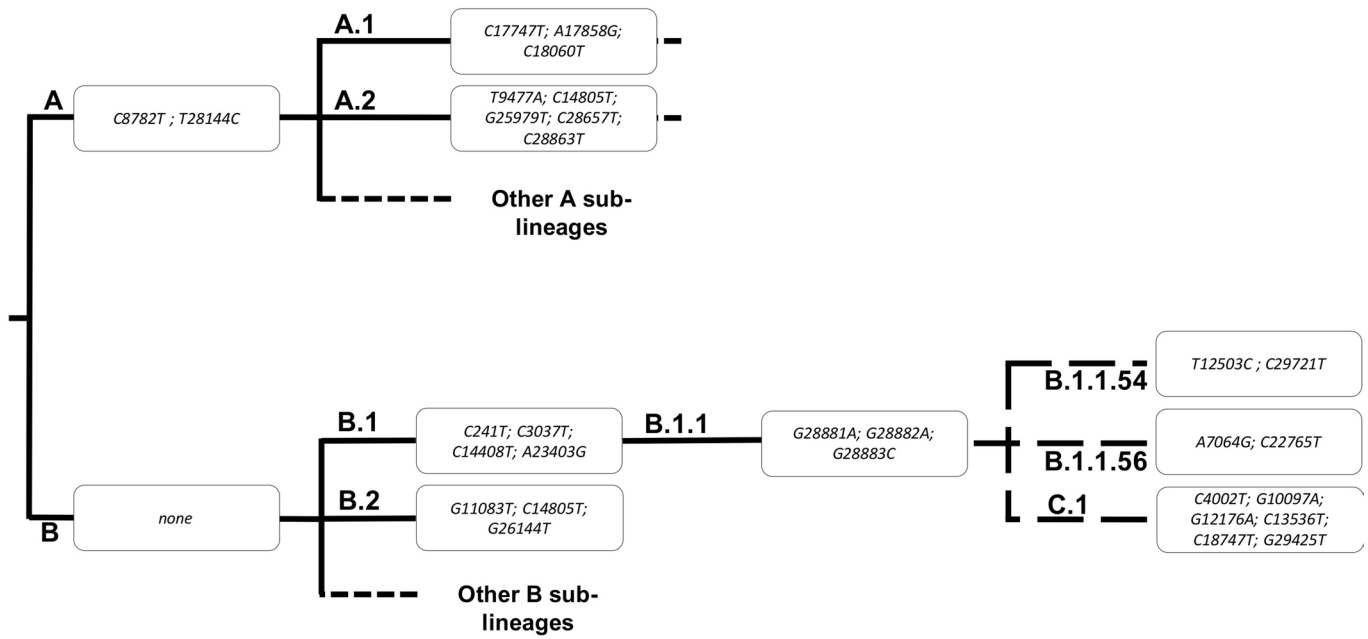 A.1
C17747T; A17858G;
C18060T
A
C8782T ; T28144C
A.2
T9477A; C14805T;
G25979T; C28657T;
C28863T
Other A sub-
lineages
B.1
C241T; C3037T;
C14408T; A23403G
B.1.1
G28881A; G28882A;
G28883C
B.1.1.54
T12503C ; C29721T
B.1.1.56
A7064G; C22765T
C.1
C4002T; G10097A;
G12176A; C13536T;
C18747T; G29425T
B
none
B.2
G11083T; C14805T;
G26144T
Other B sub-
lineages